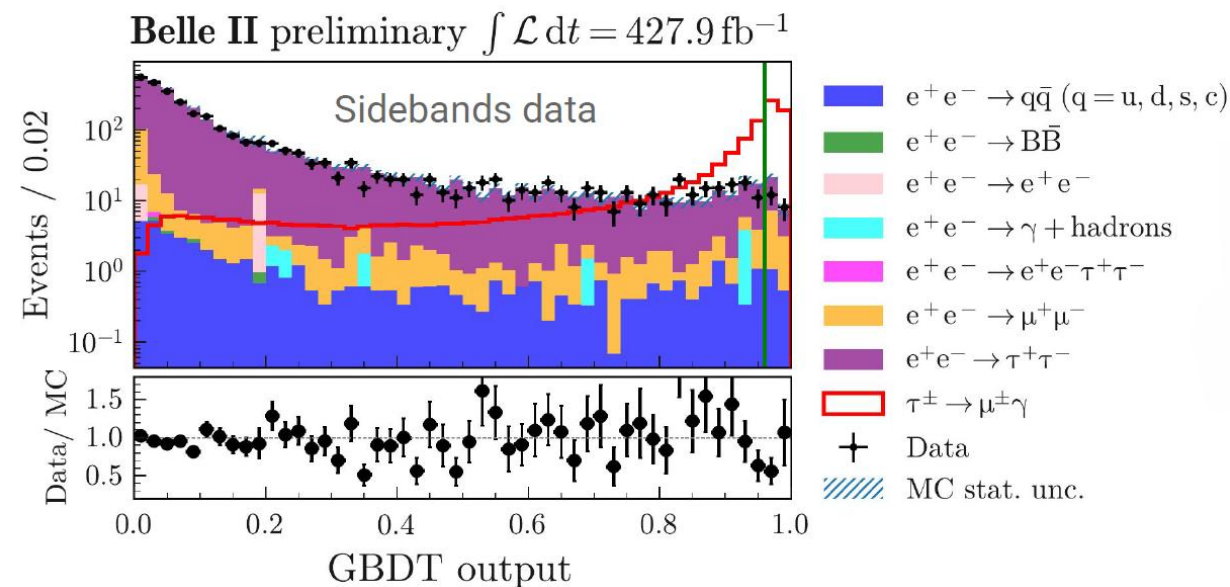 Belle II preliminary ∫ ℒ dt = 427.9 fb⁻¹
Sidebands data
Events / 0.02
10²
10¹
10⁰
10⁻¹
Data/ MC
1.5
1.0
0.5
0.0 0.2 0.4 0.6 0.8 1.0
GBDT output
e⁺e⁻ → qq̄ (q = u, d, s, c)
e⁺e⁻ → BB̄
e⁺e⁻ → e⁺e⁻
e⁺e⁻ → γ + hadrons
e⁺e⁻ → e⁺e⁻τ⁺τ⁻
e⁺e⁻ → μ⁺μ⁻
e⁺e⁻ → τ⁺τ⁻
τ± → μ±γ
Data
MC stat. unc.